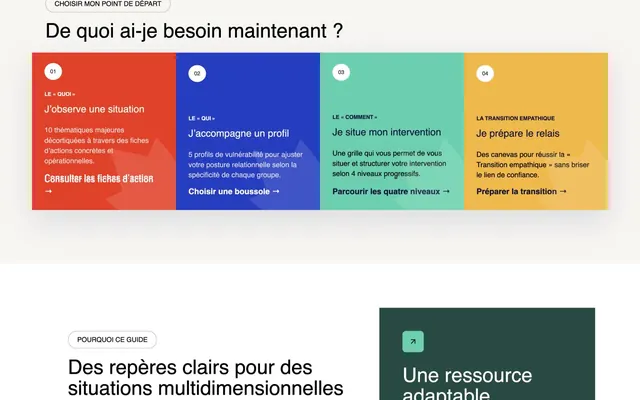 CHOISIR MON POINT DE DÉPART
De quoi ai-je besoin maintenant ?
01
LE « QUOI »
J'observe une situation
10 thématiques majeures
décortiquées à travers des fiches
d'actions concrètes et
opérationnelles.
Consulter les fiches d'action
→
02
LE « QUI »
J'accompagne un profil
5 profils de vulnérabilité pour ajuster
votre posture relationnelle selon la
spécificité de chaque groupe.
Choisir une boussole →
03
LE « COMMENT »
Je situe mon intervention
Une grille qui vous permet de vous
situer et structurer votre intervention
selon 4 niveaux progressifs.
Parcourir les quatre niveaux →
04
LA TRANSITION EMPATHIQUE
Je prépare le relais
Des canevas pour réussir la «
Transition empathique » sans briser
le lien de confiance.
Préparer la transition →
POURQUOI CE GUIDE
Des repères clairs pour des
situations multidimensionnelles
Une ressource
adaptable